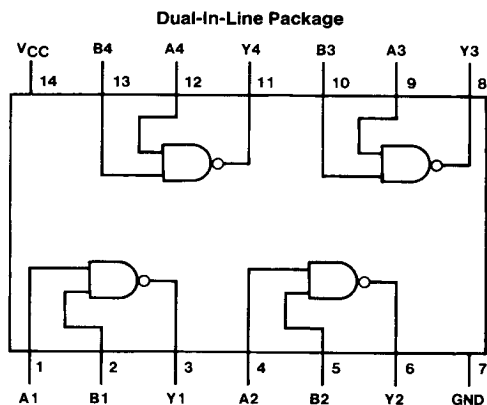 Dual-In-Line Package
VCC B4 A4 Y4 B3 A3 Y3
14 13 12 11 10 9 8
1 2 3 4 5 6 7
A1 B1 Y1 A2 B2 Y2 GND